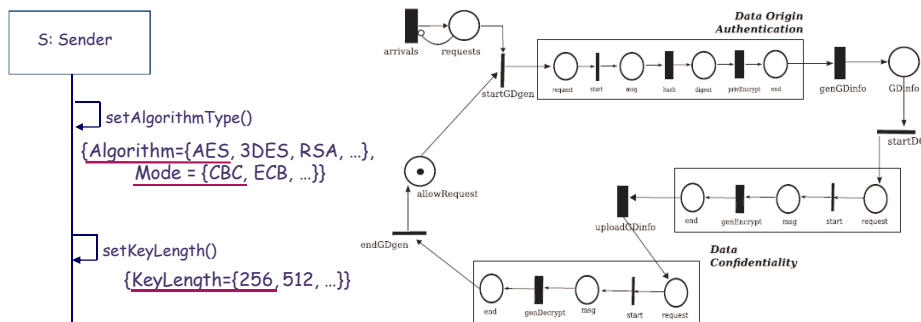 S: Sender
setAlgorithmType()
{Algorithm={AES, 3DES, RSA, ...},
Mode = {CBC, ECB, ...}}
setKeyLength()
{KeyLength={256, 512, ...}}
arrivals
requests
startGDgen
Data Origin
Authentication
request
start
msg
hash
digest
privEncrypt
end
genGDinfo
GDinfo
startD
allowRequest
endGDgen
uploadGDinfo
end
genEncrypt
msg
start
request
Data
Confidentiality
end
genDecrypt
msg
start
request